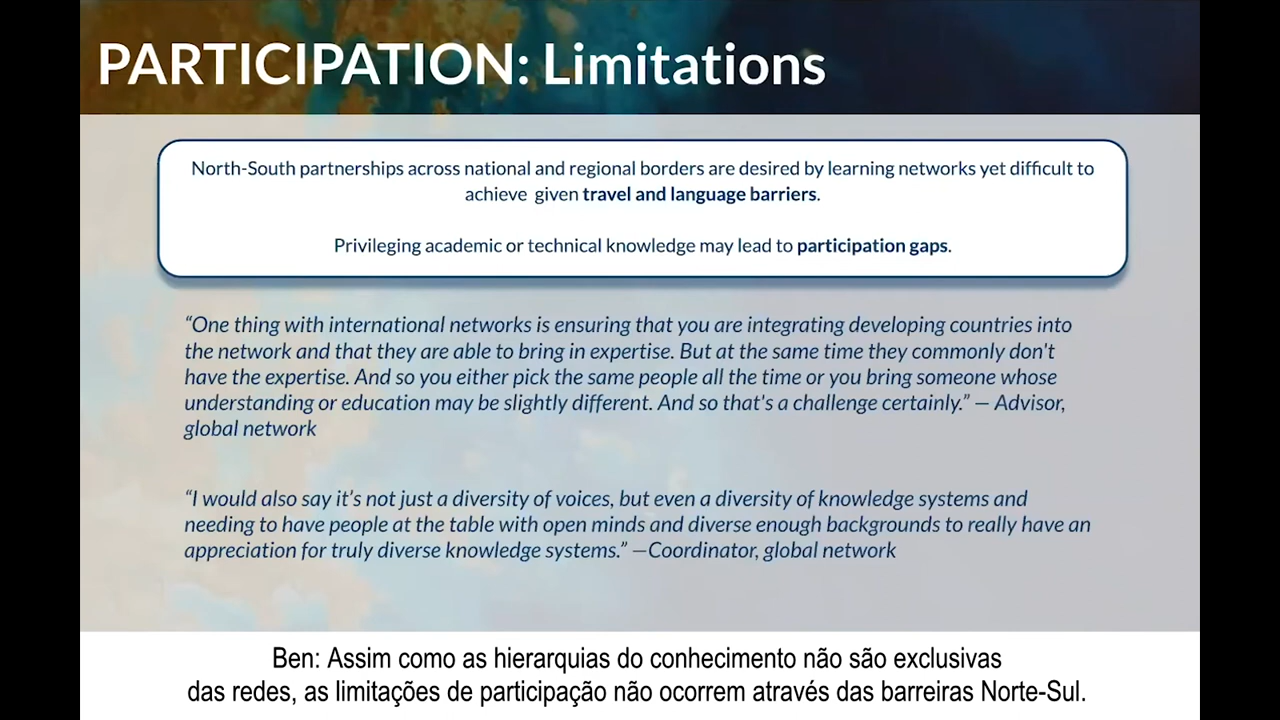 PARTICIPATION: Limitations
North-South partnerships across national and regional borders are desired by learning networks yet difficult to
achieve given travel and language barriers.
Privileging academic or technical knowledge may lead to participation gaps.
“One thing with international networks is ensuring that you are integrating developing countries into
the network and that they are able to bring in expertise. But at the same time they commonly don't
have the expertise. And so you either pick the same people all the time or you bring someone whose
understanding or education may be slightly different. And so that's a challenge certainly.” — Advisor,
global network
“I would also say it’s not just a diversity of voices, but even a diversity of knowledge systems and
needing to have people at the table with open minds and diverse enough backgrounds to really have an
appreciation for truly diverse knowledge systems.” —Coordinator, global network
Ben: Assim como as hierarquias do conhecimento não são exclusivas
das redes, as limitações de participação não ocorrem através das barreiras Norte-Sul.